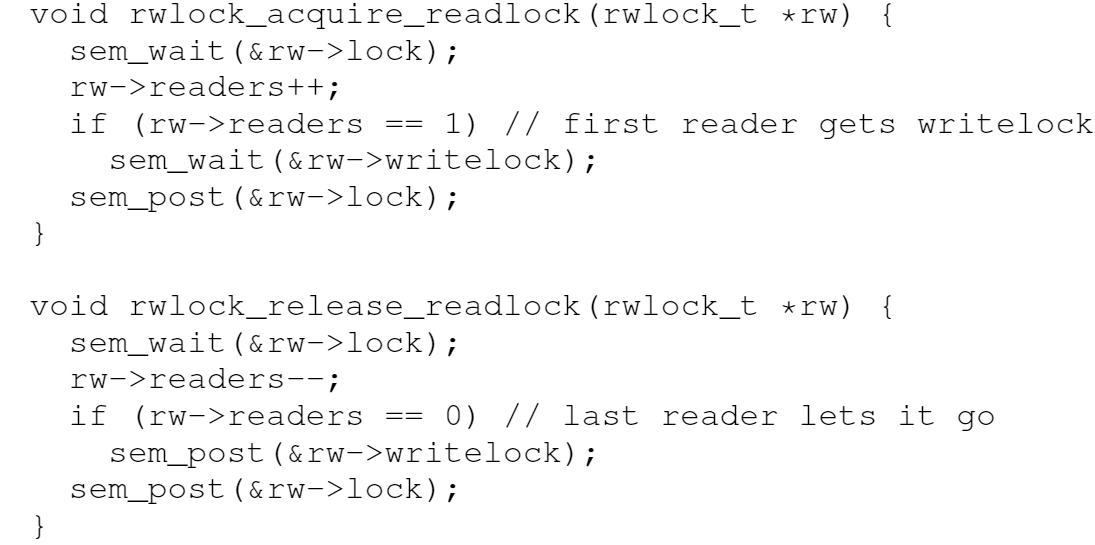 void rwlock_acquire_readlock(rwlock_t *rw) {
  sem_wait(&rw->lock);
  rw->readers++;
  if (rw->readers == 1) // first reader gets writelock
    sem_wait(&rw->writelock);
  sem_post(&rw->lock);
}

void rwlock_release_readlock(rwlock_t *rw) {
  sem_wait(&rw->lock);
  rw->readers--;
  if (rw->readers == 0) // last reader lets it go
    sem_post(&rw->writelock);
  sem_post(&rw->lock);
}